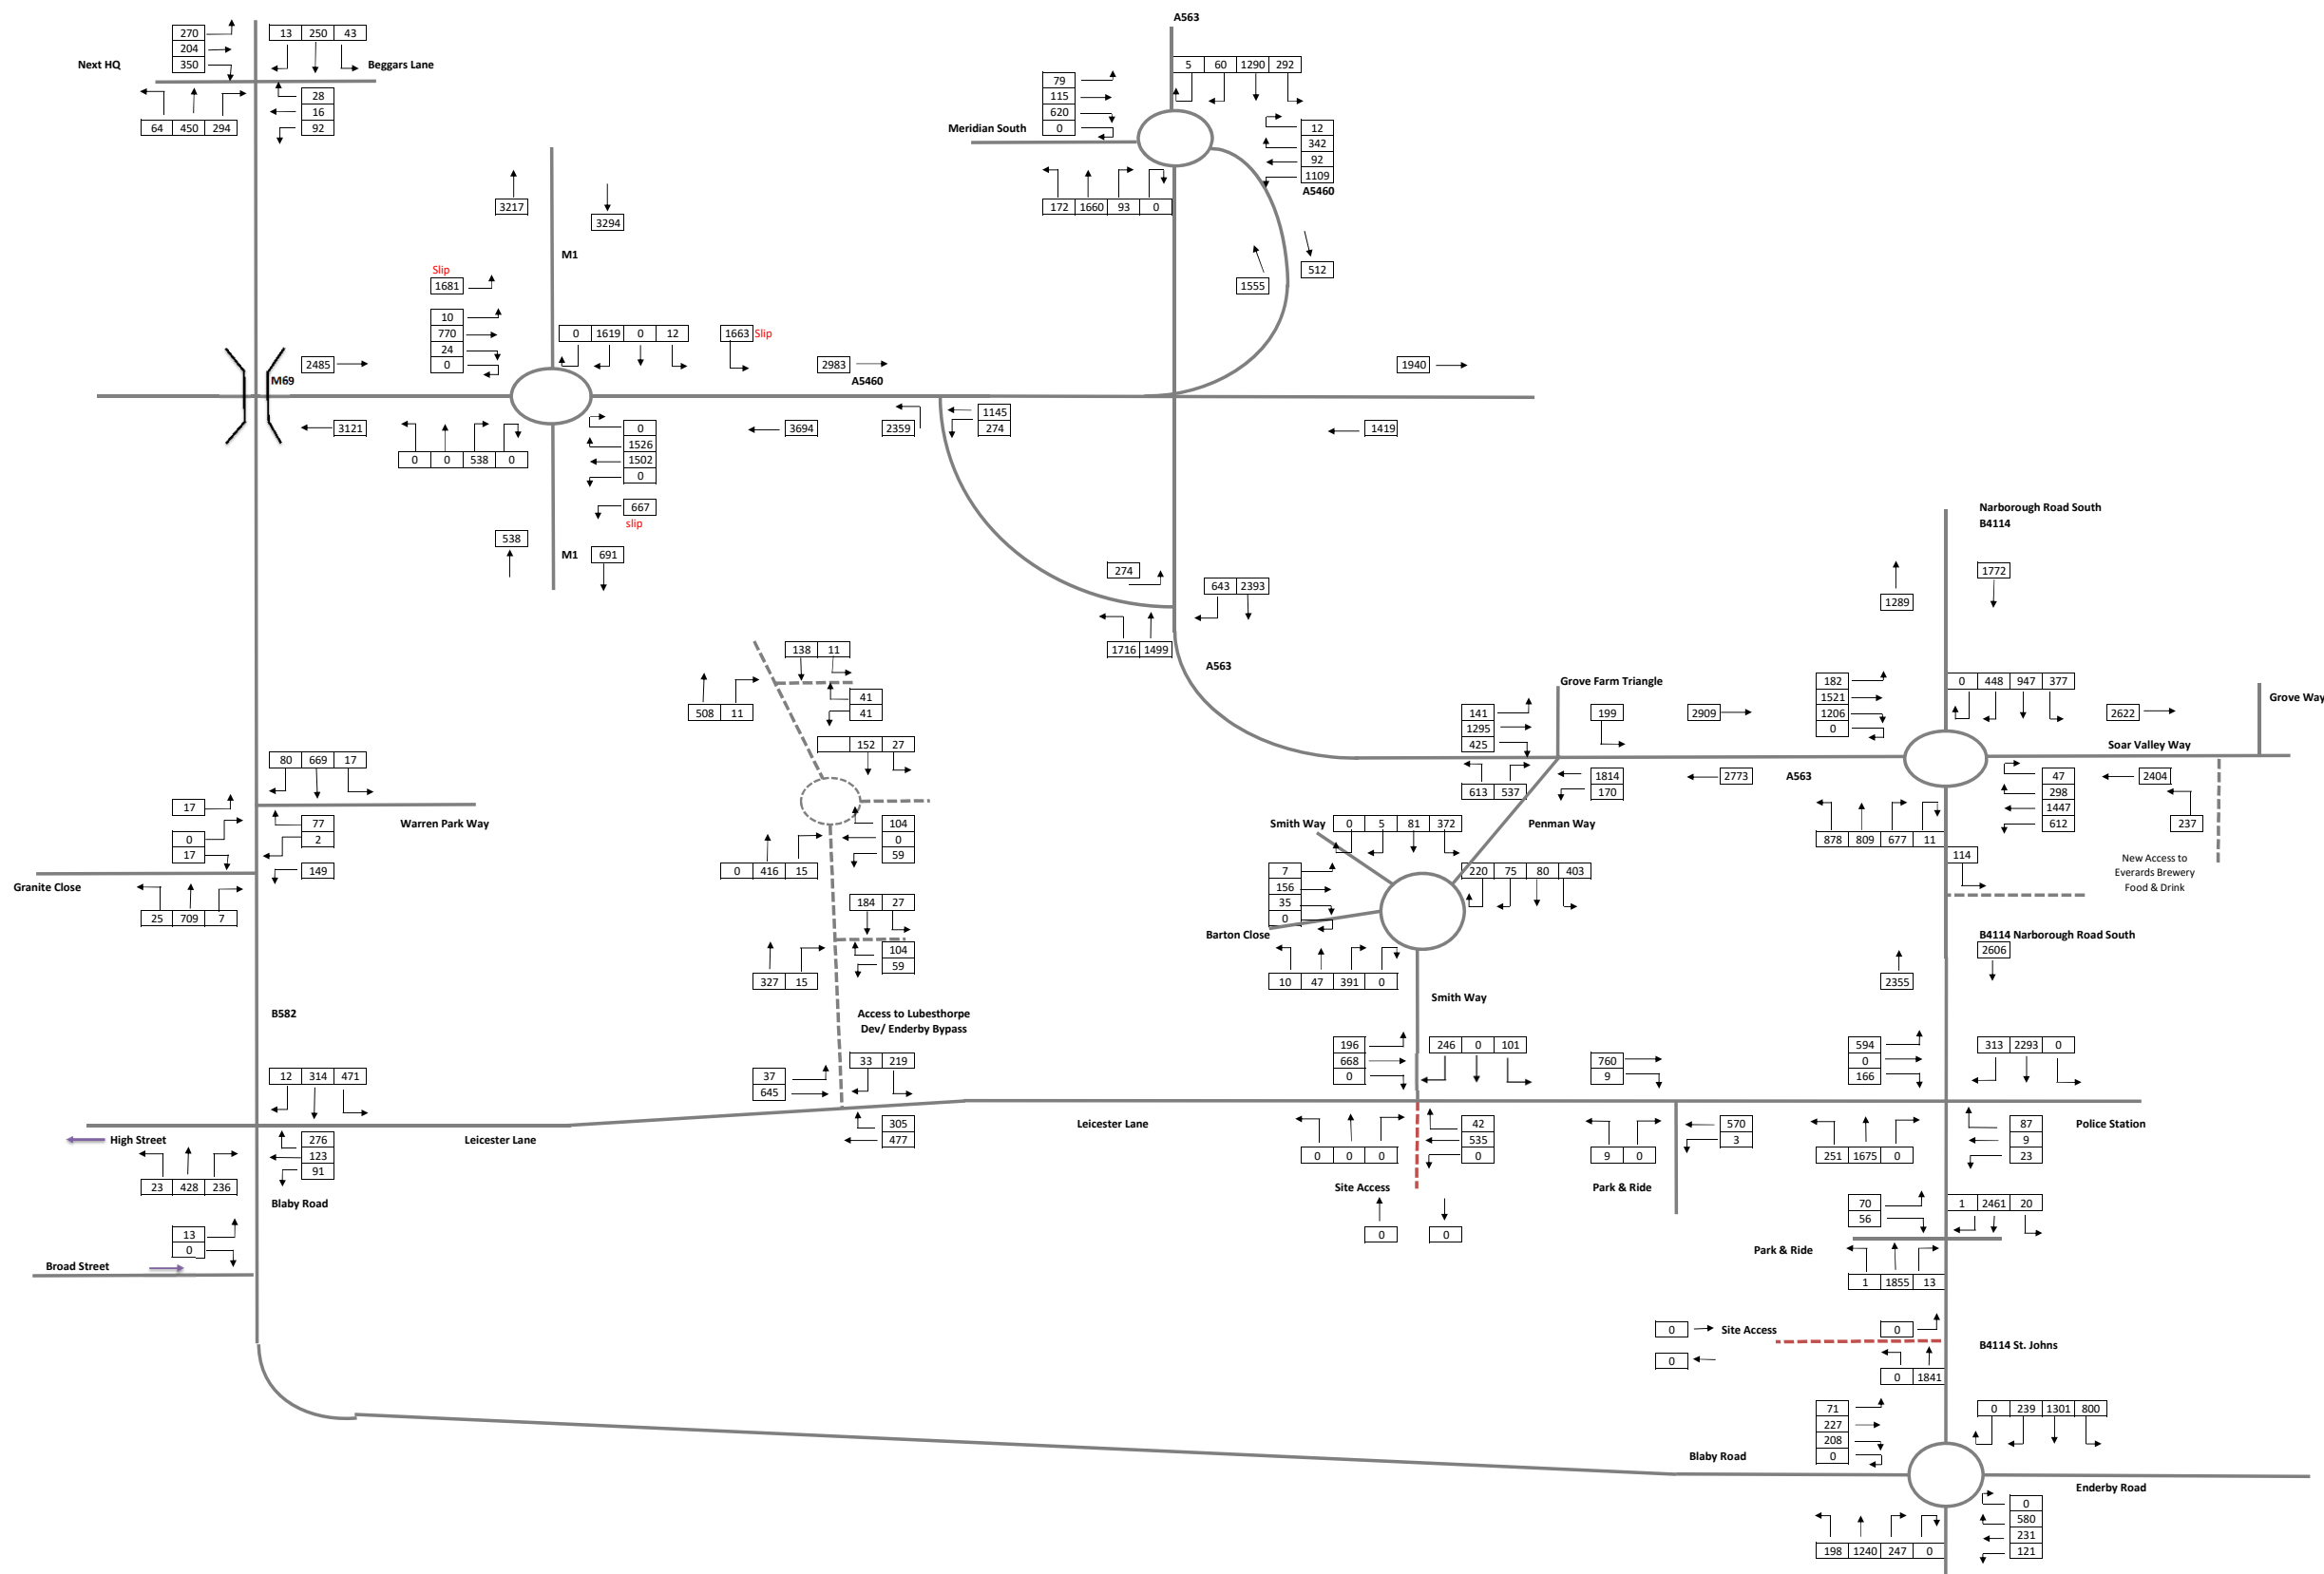 A563
270
13 250 43
204
Next HQ
350
Beggars Lane
5 60 1290 292
79
115
620
0
28
16
92
64 450 294
Meridian South
12
342
92
1109
A5460
172 1660 93 0
3217
3294
M1
Slip
1681
1555
512
10
770
24
0
0 1619 0 12
1663 Slip
2485
2983
1940
M69
A5460
3121
0 0 538 0
0
1526
1502
0
3694
2359
1145
274
1419
667
slip
538
M1
691
Narborough Road South
B4114
274
643 2393
1772
1289
1716 1499
A563
138 11
508 11
41
41
Grove Farm Triangle
141
1295
425
199
2909
182
1521
1206
0
0 448 947 377
2622
Grove Way
152 27
Soar Valley Way
80 669 17
613 537
1814
170
2773
A563
47
298
1447
612
2404
237
17
0
17
77
2
Warren Park Way
149
Granite Close
25 709 7
104
0
59
0 416 15
Smith Way
0 5 81 372
Penman Way
878 809 677 11
114
New Access to
Everards Brewery
Food & Drink
7
156
35
0
220 75 80 403
184 27
Barton Close
104
59
327 15
10 47 391 0
B4114 Narborough Road South
2606
2355
Smith Way
B582
Access to Lubesthorpe
Dev/ Enderby Bypass
12 314 471
37
645
33 219
196
668
0
246 0 101
760
9
594
0
166
313 2293 0
High Street
276
123
91
Leicester Lane
305
477
Leicester Lane
0 0 0
42
535
0
9 0
570
3
251 1675 0
87
9
23
Police Station
23 428 236
Blaby Road
Site Access
Park & Ride
0
0
70
56
1 2461 20
13
0
Broad Street
Park & Ride
1 1855 13
0
Site Access
0
B4114 St. Johns
0
0 1841
71
227
208
0
0 239 1301 800
Blaby Road
Enderby Road
0
580
231
121
198 1240 247 0